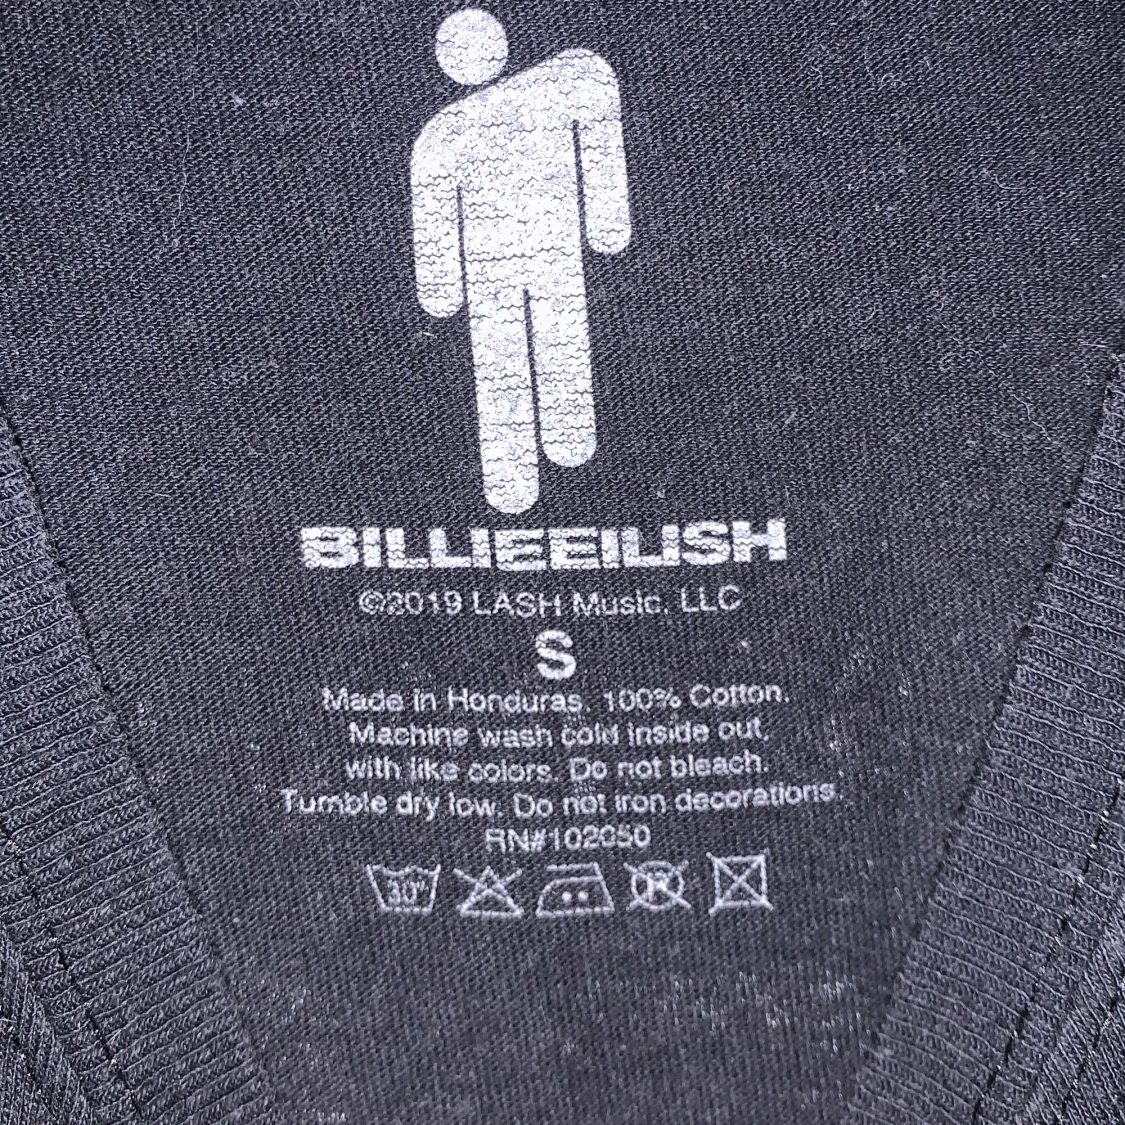 BILLIEEILISH
©2019 LASH Music, LLC
S
Made in Honduras. 100% Cotton.
Machine wash cold inside out,
with like colors. Do not bleach.
Tumble dry low. Do not iron decorations.
RN#102050
30°